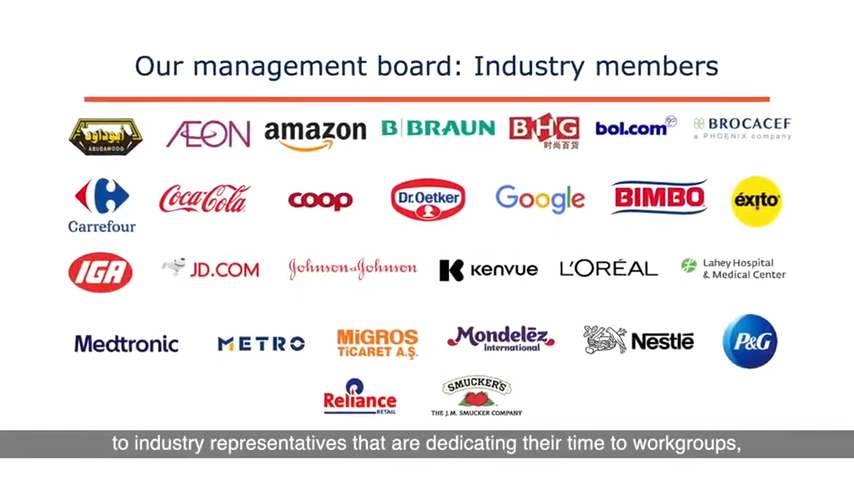 Our management board: Industry members
أبوداود
ABUDAWOOD
ÆON
amazon
B|BRAUN
BHG
时尚百货
bol.com
BROCACEF
a PHOENIX company
Carrefour
Coca-Cola
coop
Dr.Oetker
Google
BIMBO
éxito
IGA
JD.COM
Johnson & Johnson
kenvue
L'ORÉAL
Lahey Hospital
& Medical Center
Medtronic
METRO
MiGROS
TiCARET A.Ş.
Mondelēz
International
Nestlé
P&G
Reliance
RETAIL
SMUCKER'S
THE J.M. SMUCKER COMPANY
to industry representatives that are dedicating their time to workgroups,